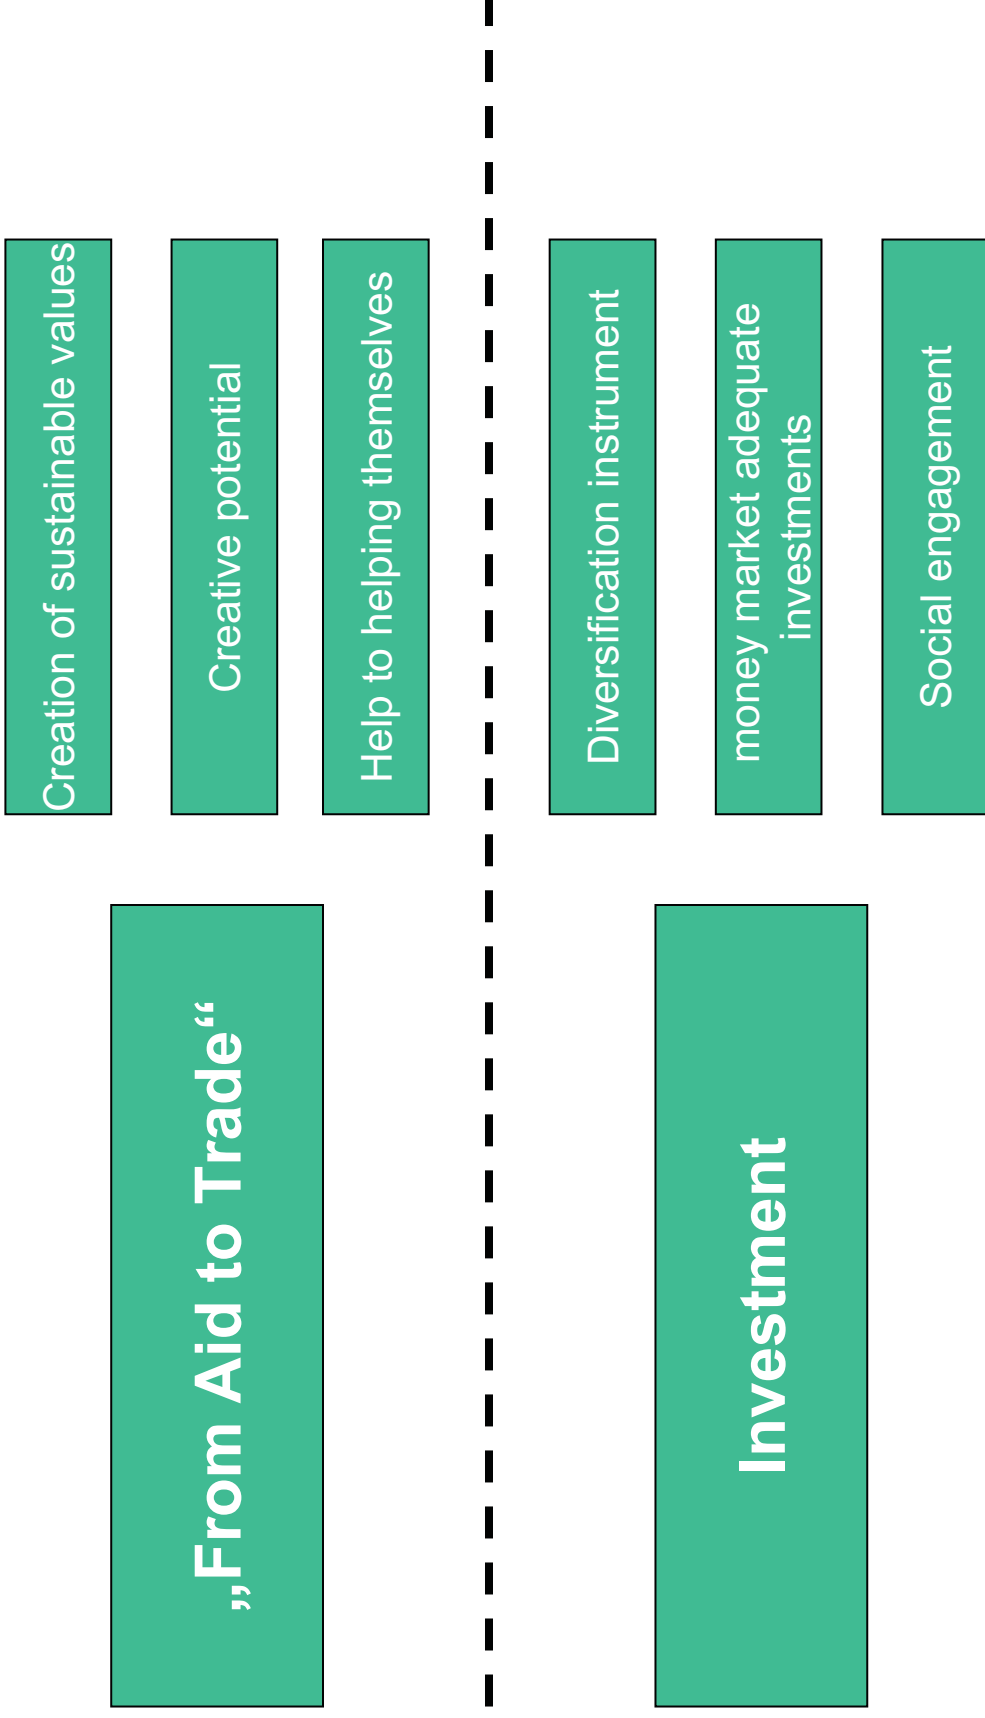 „From Aid to Trade“
Creation of sustainable values
Creative potential
Help to helping themselves
Investment
Diversification instrument
money market adequate
investments
Social engagement